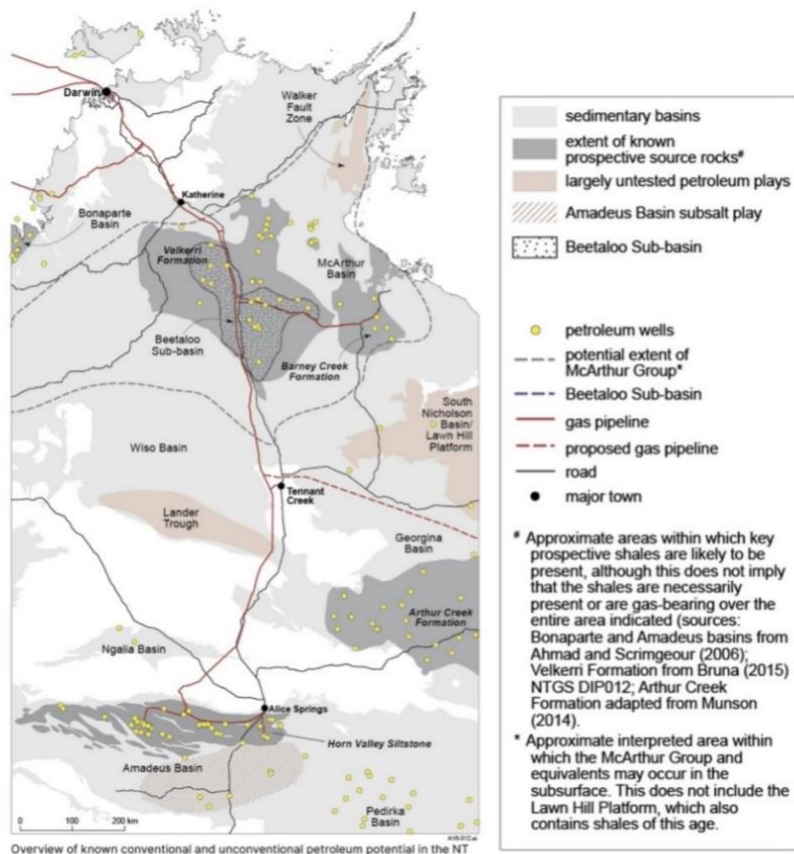 Darwin
Walker
Fault
Zone
Katherine
Bonaparte
Basin
Velkerri
Formation
McArthur
Basin
Beetaloo
Sub-basin
Barney Creek
Formation
South
Nicholson
Basin/
Lawn Hill
Platform
Wiso Basin
Tennant
Creek
Lander
Trough
Georgina
Basin
Arthur Creek
Formation
Ngalia Basin
Alice Springs
Horn Valley Siltstone
Amadeus Basin
Pedirka
Basin
0 100 200 km
Overview of known conventional and unconventional petroleum potential in the NT
sedimentary basins
extent of known
prospective source rocks#
largely untested petroleum plays
Amadeus Basin subsalt play
Beetaloo Sub-basin
petroleum wells
potential extent of
McArthur Group*
Beetaloo Sub-basin
gas pipeline
proposed gas pipeline
road
major town
# Approximate areas within which key
prospective shales are likely to be
present, although this does not imply
that the shales are necessarily
present or are gas-bearing over the
entire area indicated (sources:
Bonaparte and Amadeus basins from
Ahmad and Scrimgeour (2006);
Velkerri Formation from Bruna (2015)
NTGS DIP012; Arthur Creek
Formation adapted from Munson
(2014).
* Approximate interpreted area within
which the McArthur Group and
equivalents may occur in the
subsurface. This does not include the
Lawn Hill Platform, which also
contains shales of this age.